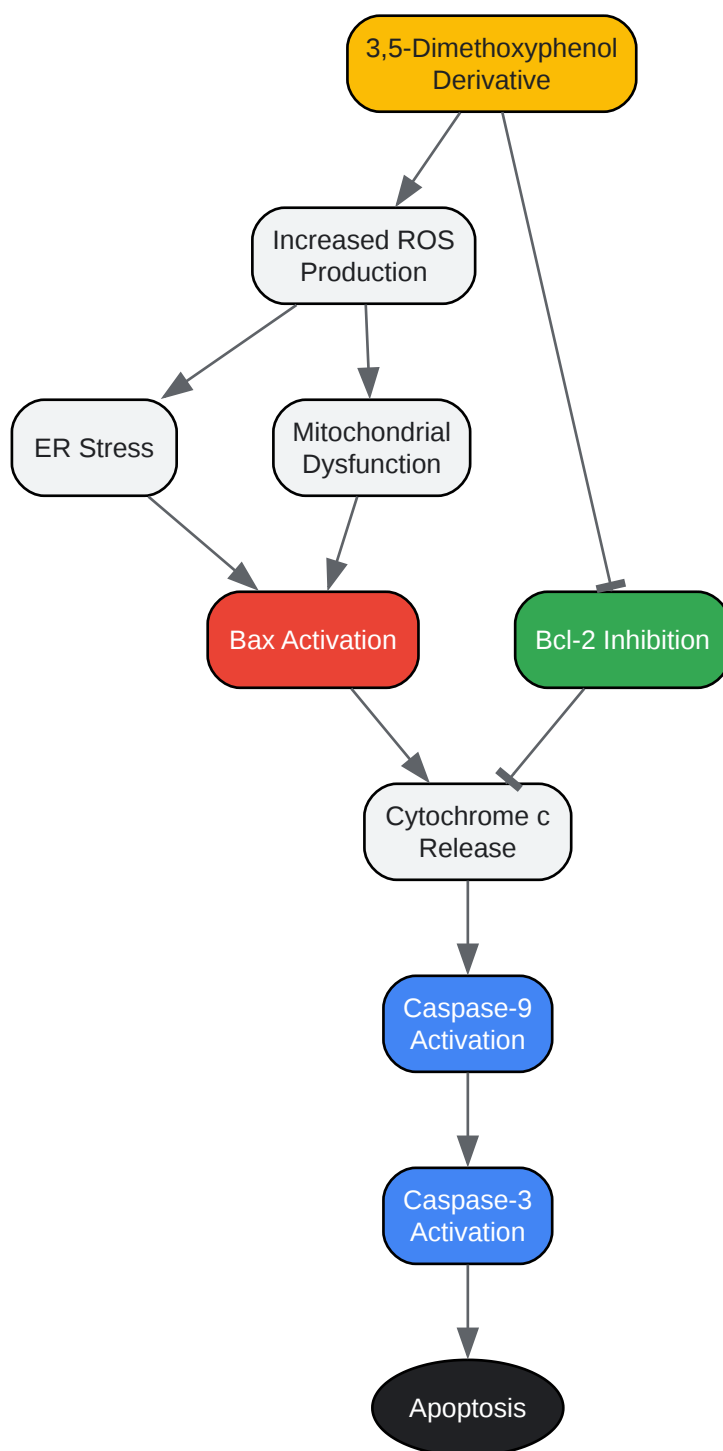 3,5-Dimethoxyphenol
Derivative
Increased ROS
Production
ER Stress
Mitochondrial
Dysfunction
Bax Activation
Bcl-2 Inhibition
Cytochrome c
Release
Caspase-9
Activation
Caspase-3
Activation
Apoptosis